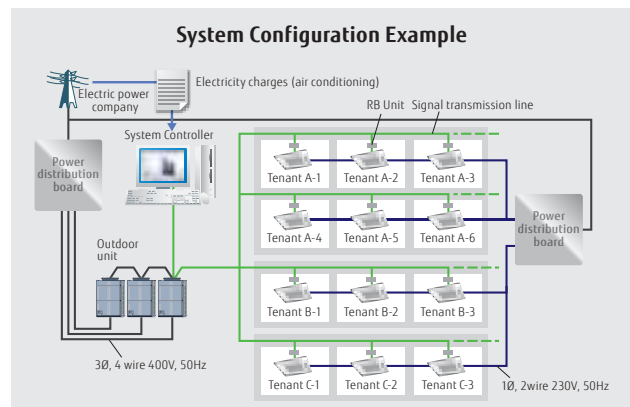 System Configuration Example
Electric power
company
Electricity charges (air conditioning)
RB Unit
Signal transmission line
System Controller
Power
distribution
board
Tenant A-1
Tenant A-2
Tenant A-3
Tenant A-4
Tenant A-5
Tenant A-6
Power
distribution
board
Outdoor
unit
Tenant B-1
Tenant B-2
Tenant B-3
3Ø, 4 wire 400V, 50Hz
Tenant C-1
Tenant C-2
Tenant C-3
1Ø, 2wire 230V, 50Hz